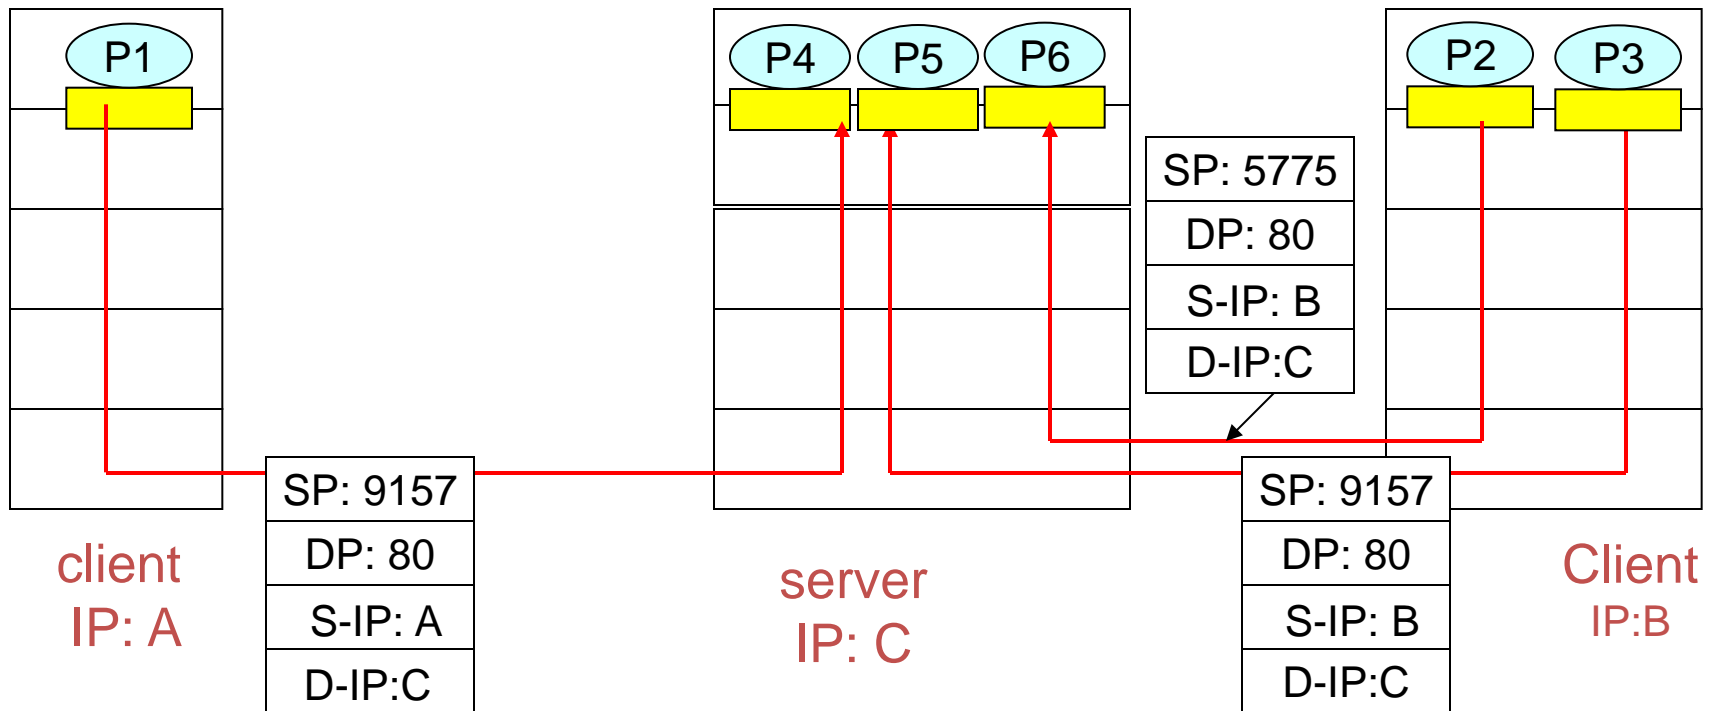 P1
P4
P5
P6
P2
P3
SP: 5775
DP: 80
S-IP: B
D-IP:C
SP: 9157
DP: 80
S-IP: A
D-IP:C
SP: 9157
DP: 80
S-IP: B
D-IP:C
client
IP: A
server
IP: C
Client
IP:B